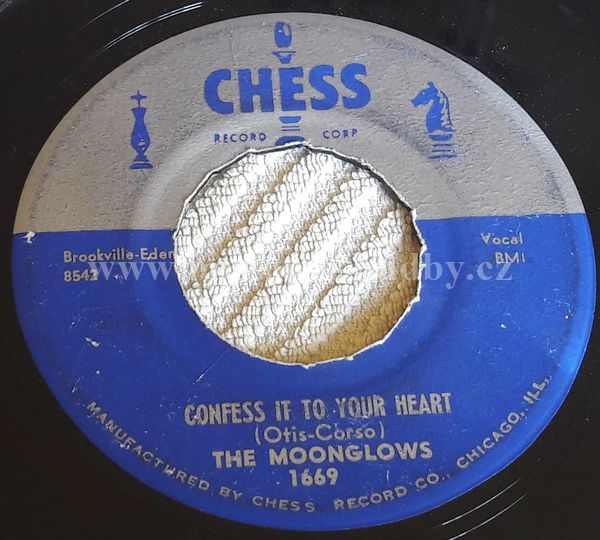 CHESS
RECORD CORP
Brookville-Eden
8542
Vocal
BMI
CONFESS IT TO YOUR HEART
(Otis-Corso)
THE MOONGLOWS
1669
MANUFACTURED BY CHESS RECORD CO., CHICAGO, ILL.